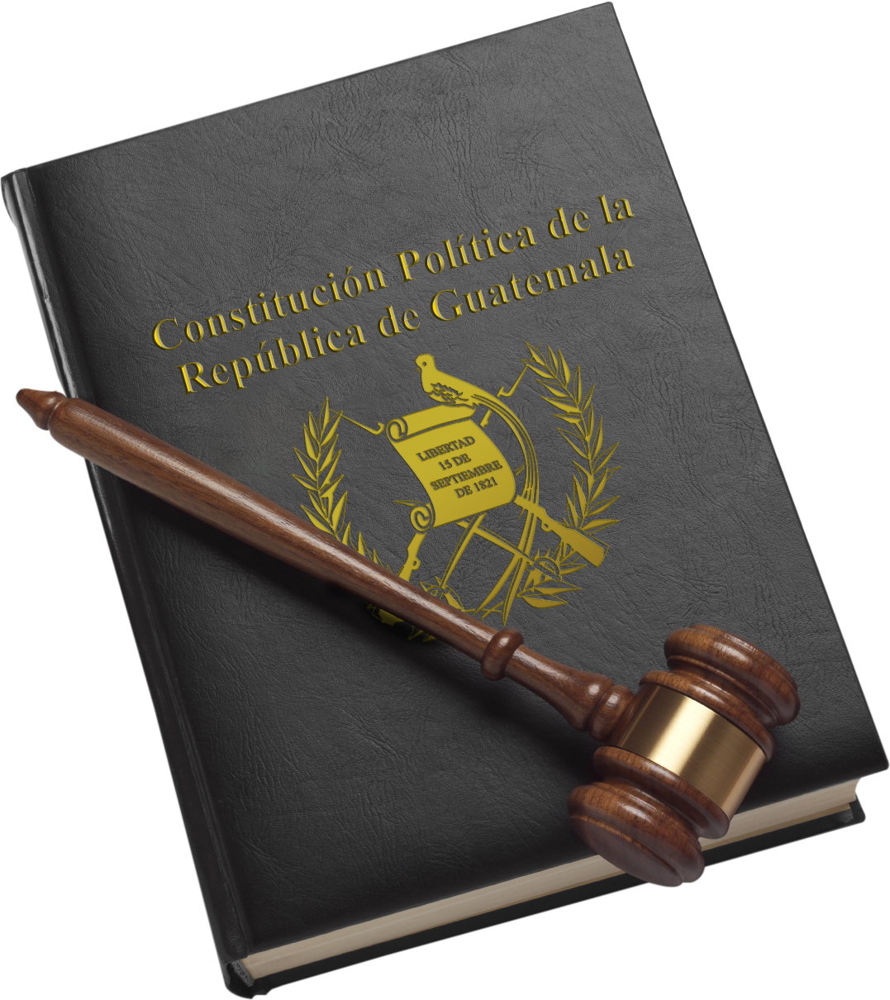 Constitución Política de la
República de Guatemala
LIBERTAD
15 DE
SEPTIEMBRE
DE 1821